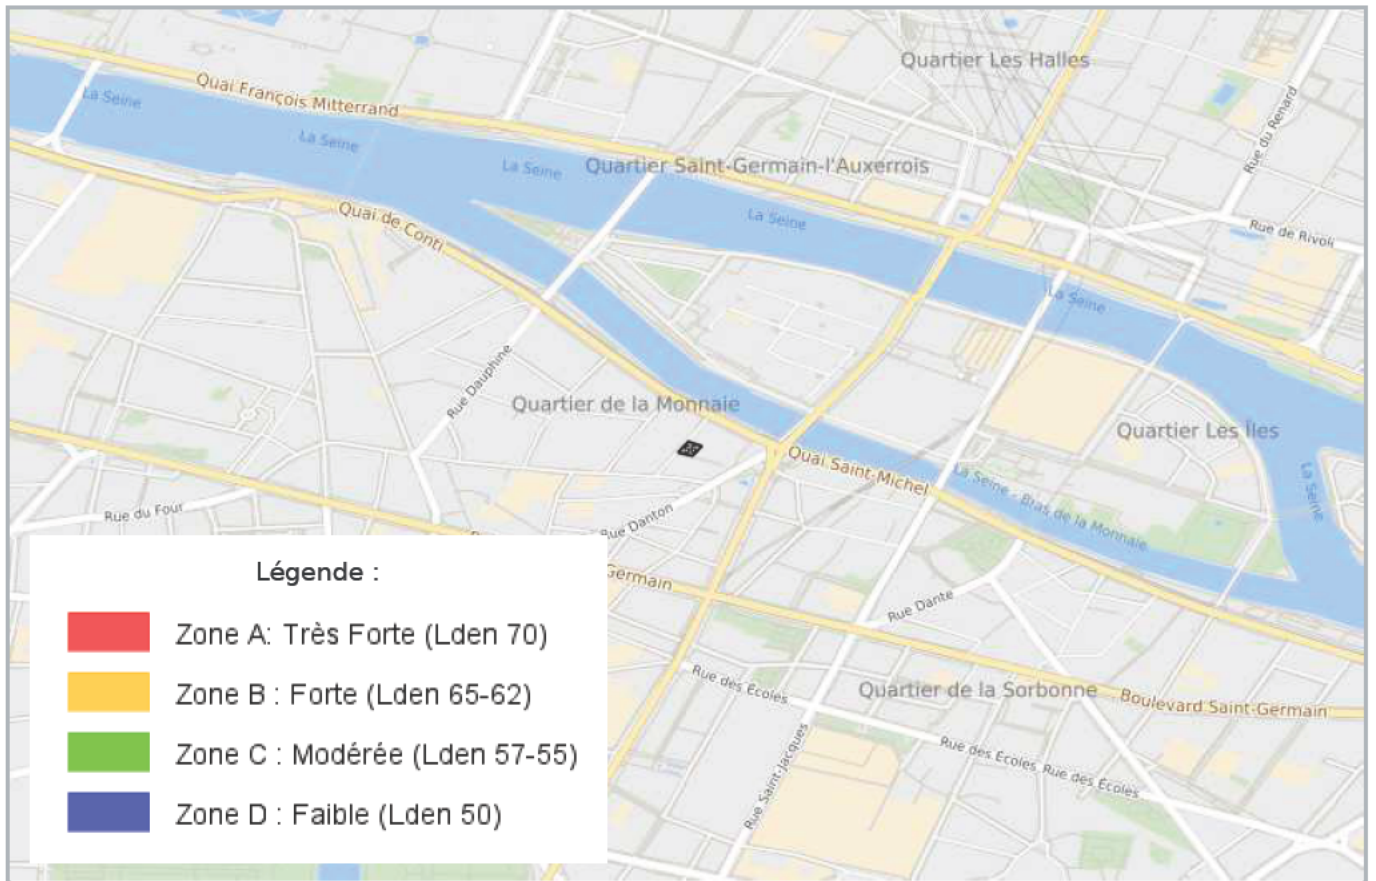 Quartier Les Halles
La Seine
Quai François Mitterrand
Rue du Renard
La Seine
La Seine
Quartier Saint-Germain-l'Auxerrois
Quai de Conti
La Seine
Rue de Rivoli
La Seine
Rue Dauphine
Quartier de la Monnaie
Quartier Les Îles
Quai Saint-Michel
La Seine - Bras de la Monnaie
La Seine
Rue du Four
Rue Danton
Germain
Rue Dante
Légende :
Zone A: Très Forte (Lden 70)
Zone B : Forte (Lden 65-62)
Zone C : Modérée (Lden 57-55)
Zone D : Faible (Lden 50)
Rue des Écoles
Quartier de la Sorbonne
Boulevard Saint-Germain
Rue Saint-Jacques
Rue des Écoles
Rue des Écoles